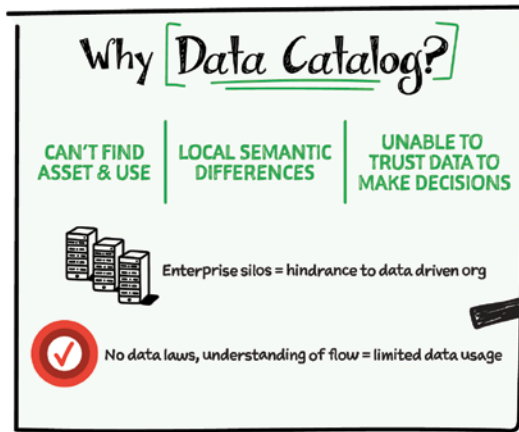 Why [Data Catalog?]
CAN'T FIND
ASSET & USE
LOCAL SEMANTIC
DIFFERENCES
UNABLE TO
TRUST DATA TO
MAKE DECISIONS
Enterprise silos = hindrance to data driven org
No data laws, understanding of flow = limited data usage